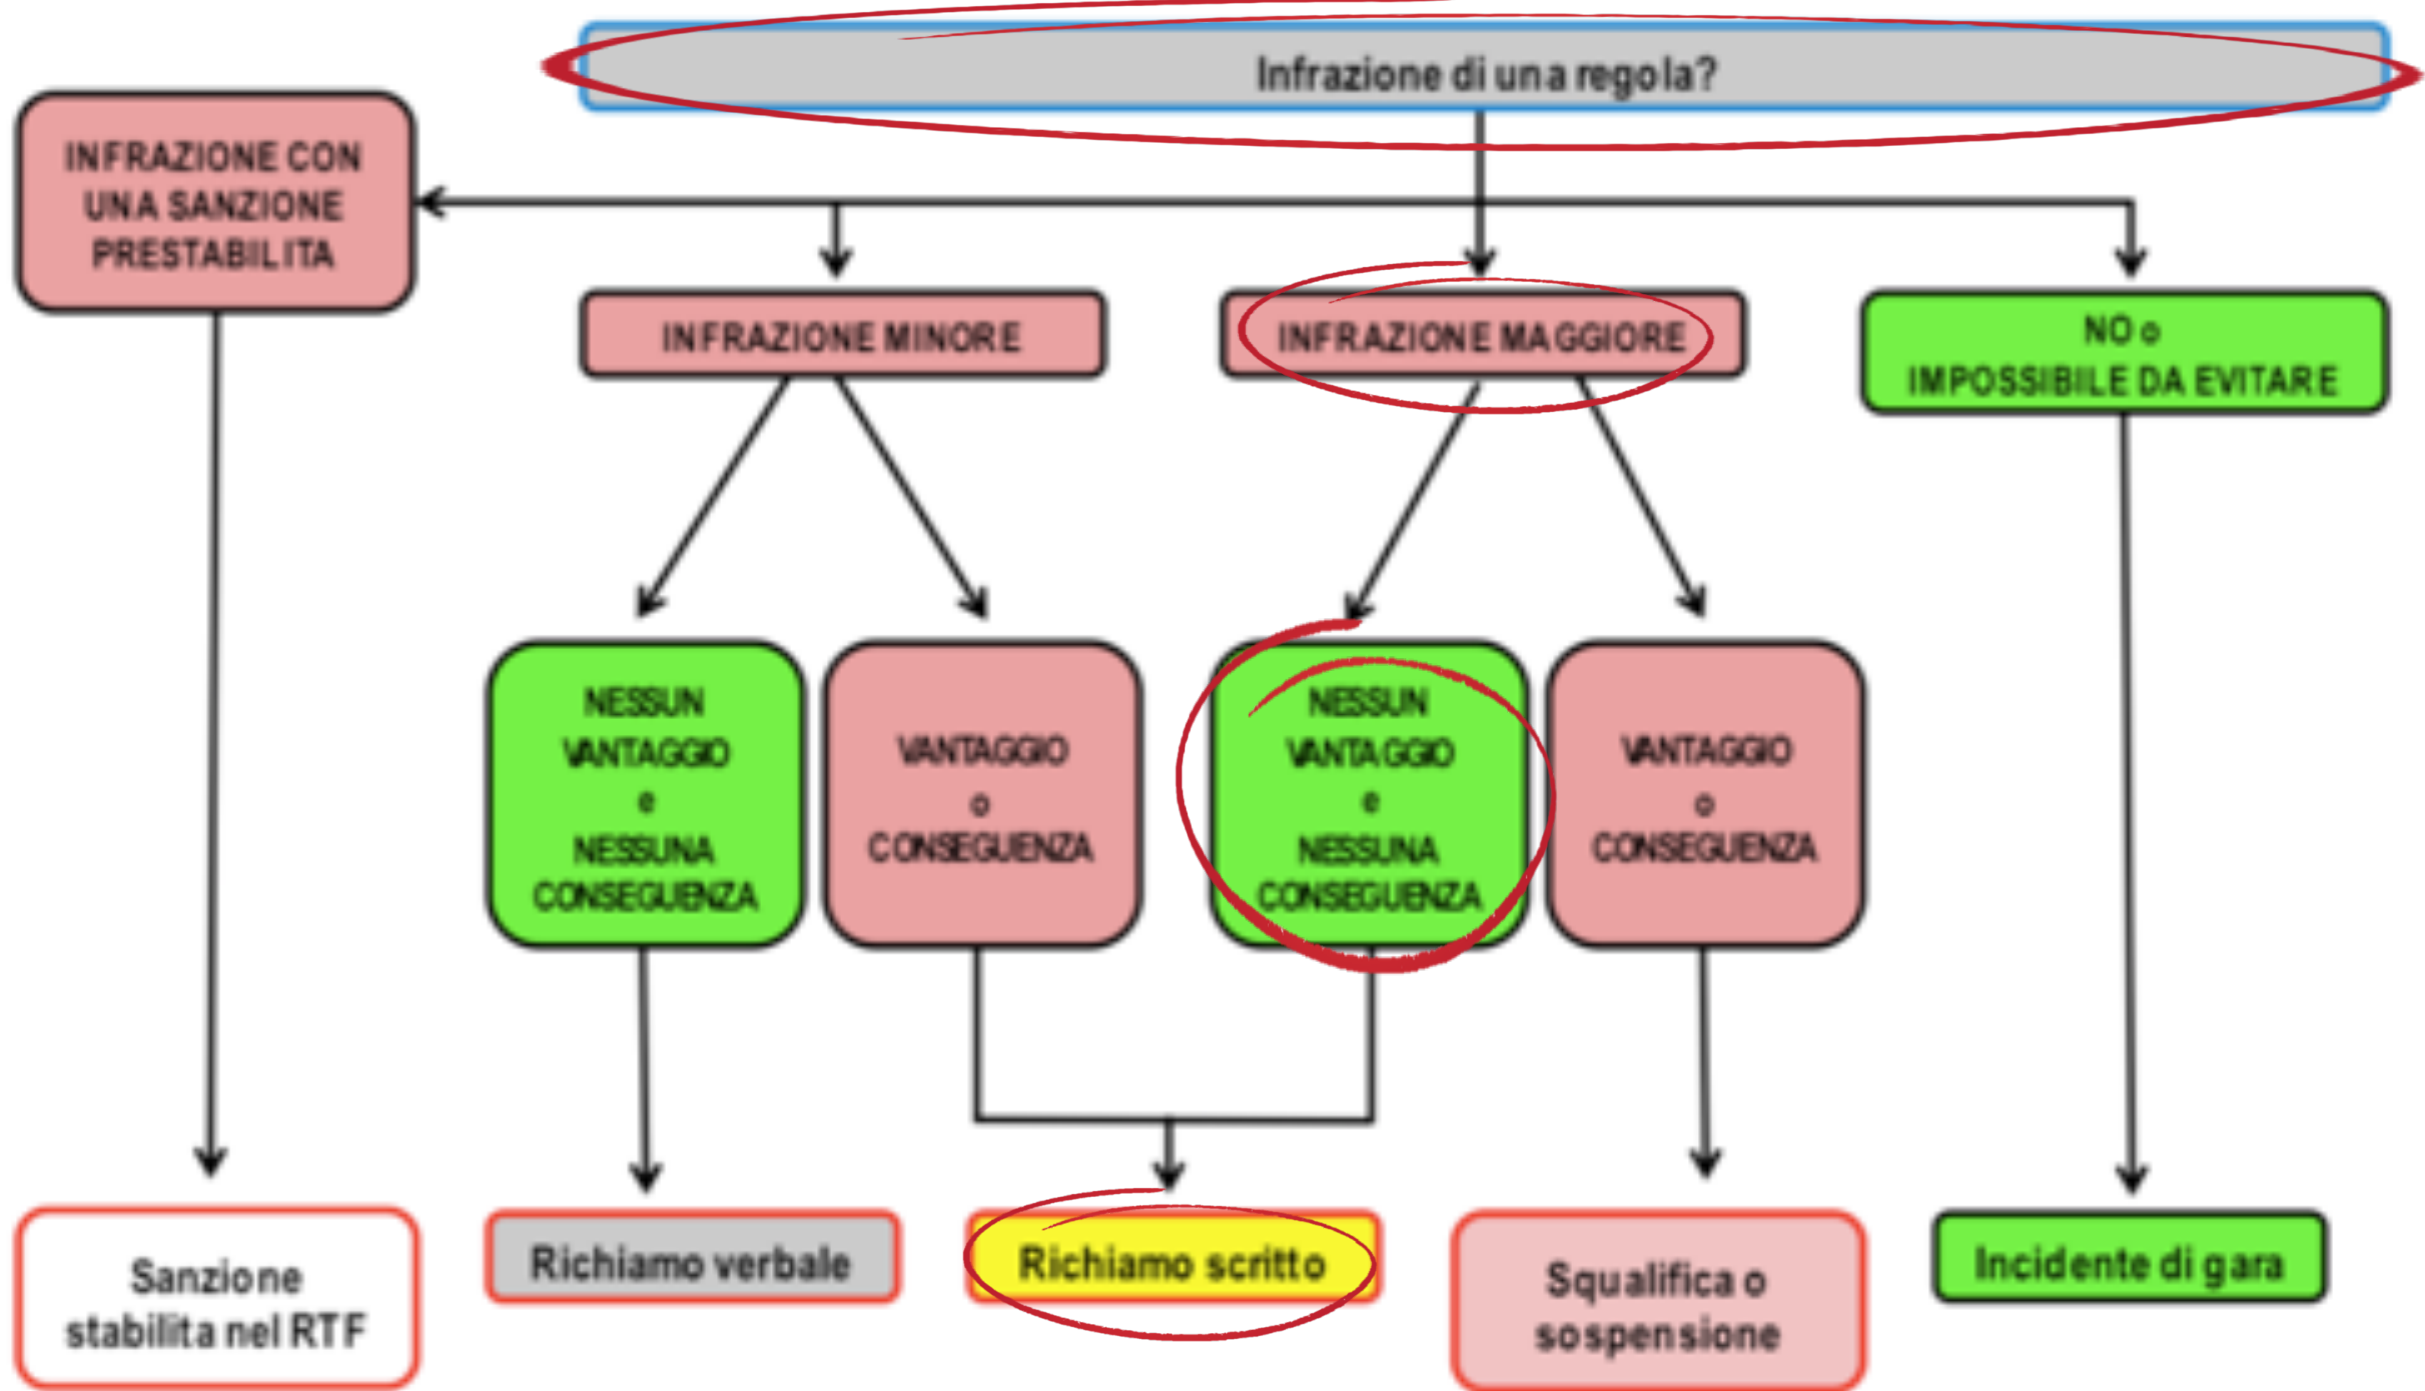 Infrazione di una regola?
INFRAZIONE CON
UNA SANZIONE
PRESTABILITA
INFRAZIONE MINORE
INFRAZIONE MAGGIORE
NO o
IMPOSSIBILE DA EVITARE
NESSUN
VANTAGGIO
e
NESSUNA
CONSEGUENZA
VANTAGGIO
o
CONSEGUENZA
NESSUN
VANTAGGIO
e
NESSUNA
CONSEGUENZA
VANTAGGIO
o
CONSEGUENZA
Sanzione
stabilita nel RTF
Richiamo verbale
Richiamo scritto
Squalifica o
sospensione
Incidente di gara